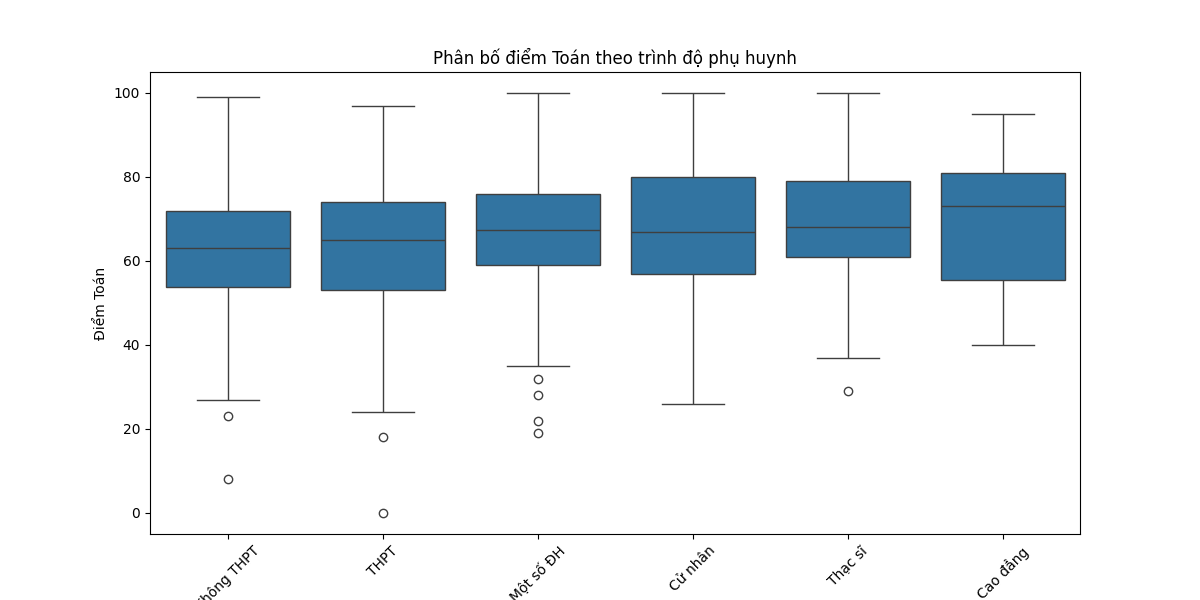 Phân bố điểm Toán theo trình độ phụ huynh
Điểm Toán
100
80
60
40
20
0
THPT
THPT
Một số ĐH
Cử nhân
Thạc sĩ
Cao đẳng